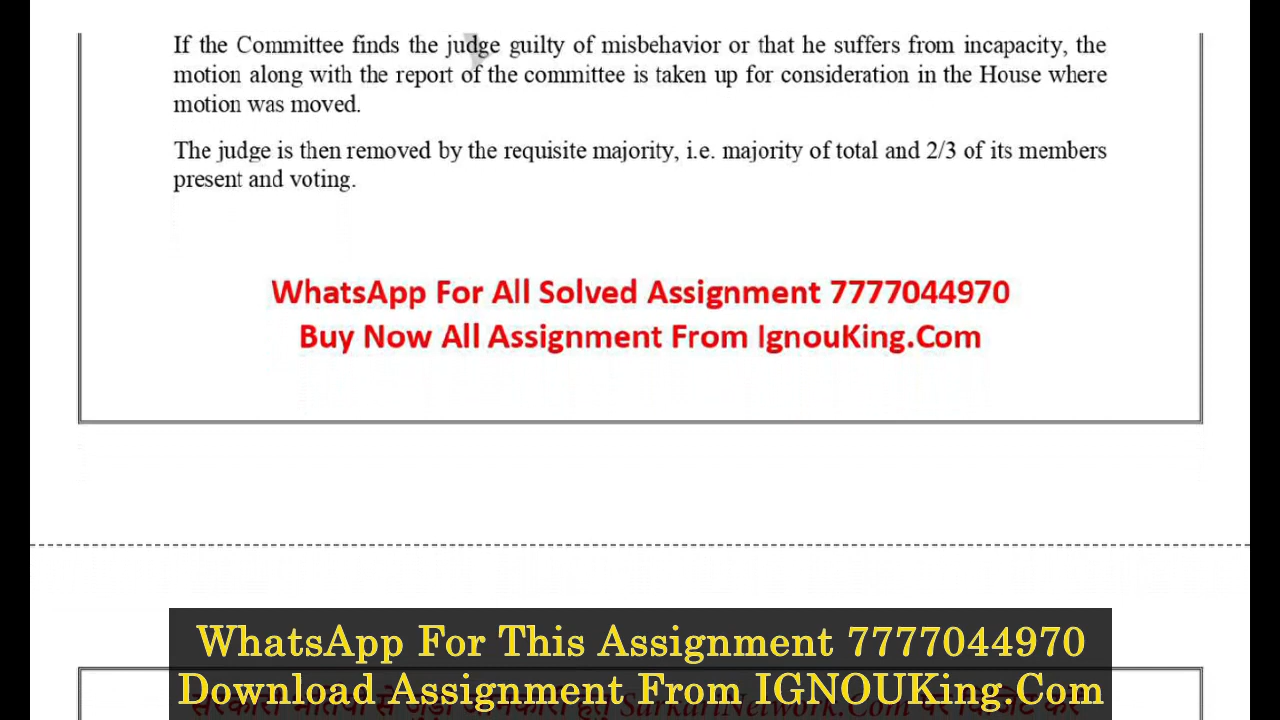 If the Committee finds the judge guilty of misbehavior or that he suffers from incapacity, the
motion along with the report of the committee is taken up for consideration in the House where
motion was moved.
The judge is then removed by the requisite majority, i.e. majority of total and 2/3 of its members
present and voting.
WhatsApp For All Solved Assignment 7777044970
Buy Now All Assignment From IgnouKing.Com
WhatsApp For This Assignment 7777044970
Download Assignment From IGNOUKing.Com
SarkariNetwork.Com